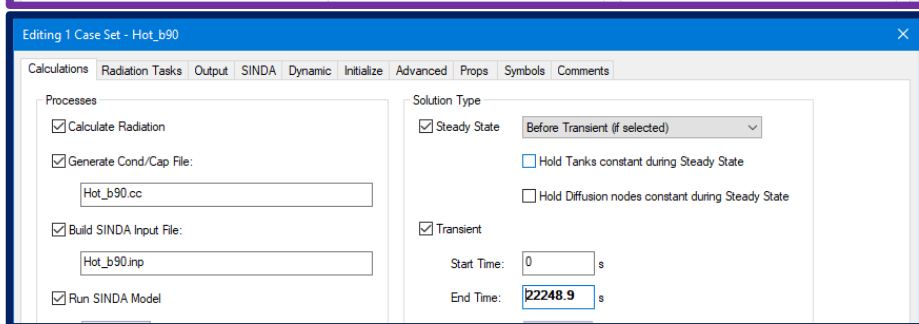 Editing 1 Case Set - Hot_b90
Calculations Radiation Tasks Output SINDA Dynamic Initialize Advanced Props Symbols Comments
Processes
Calculate Radiation
Generate Cond/Cap File:
Hot_b90.cc
Build SINDA Input File:
Hot_b90.inp
Run SINDA Model
Solution Type
Steady State Before Transient (if selected)
Hold Tanks constant during Steady State
Hold Diffusion nodes constant during Steady State
Transient
Start Time: 0 s
End Time: 22248.9 s